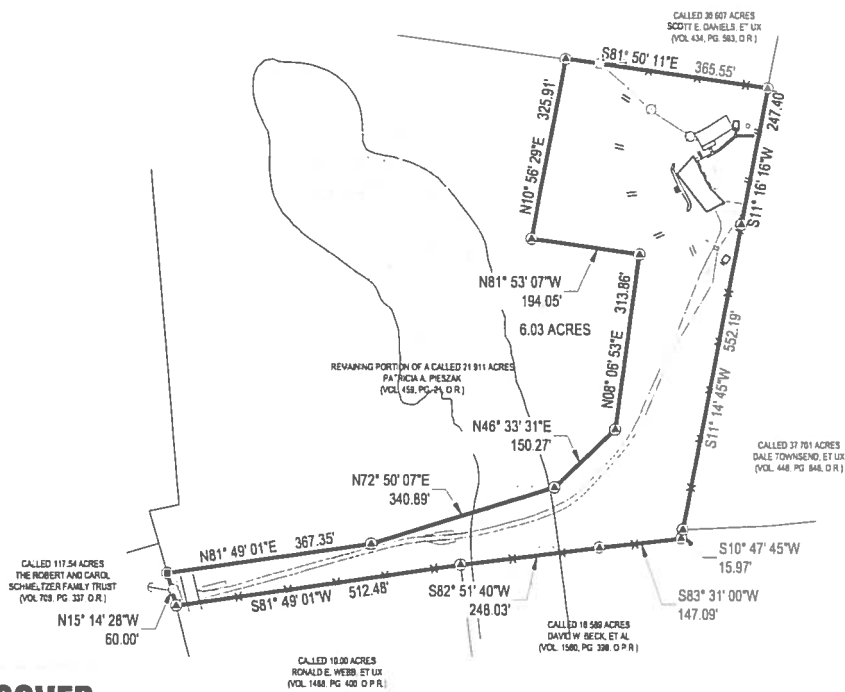 CALLED 30.607 ACRES
SCOTT E. DANIELS, ET UX
(VOL 434, PG. 583, O.R.)
S81° 50' 11"E 365.55'
325.91'
N10° 56' 29"E
247.40'
S11° 16' 16"W
N81° 53' 07"W
194.05'
6.03 ACRES
313.86'
N08° 06' 53"E
552.19'
S11° 14' 45"W
REMAINING PORTION OF A CALLED 21.911 ACRES
PATRICIA A. PIESZAK
(VOL. 459, PG. 21, O.R.)
N46° 33' 31"E
150.27'
CALLED 37.701 ACRES
DALE TOWNSEND, ET UX
(VOL. 448, PG 848, O.R.)
N72° 50' 07"E
340.89'
N81° 49' 01"E 367.35'
S10° 47' 45"W
15.97'
CALLED 117.54 ACRES
THE ROBERT AND CAROL
SCHMELTZER FAMILY TRUST
(VOL 709, PG 337 O.R.)
S81° 49' 01"W 512.48'
S82° 51' 40"W
248.03'
S83° 31' 00"W
147.09'
N15° 14' 28"W
60.00'
CALLED 18.589 ACRES
DAVID W. BECK, ET AL
(VOL. 1560, PG. 398, O.P.R.)
CALLED 10.00 ACRES
RONALD E. WEBB, ET UX
(VOL. 1488, PG. 400 O.P.R.)